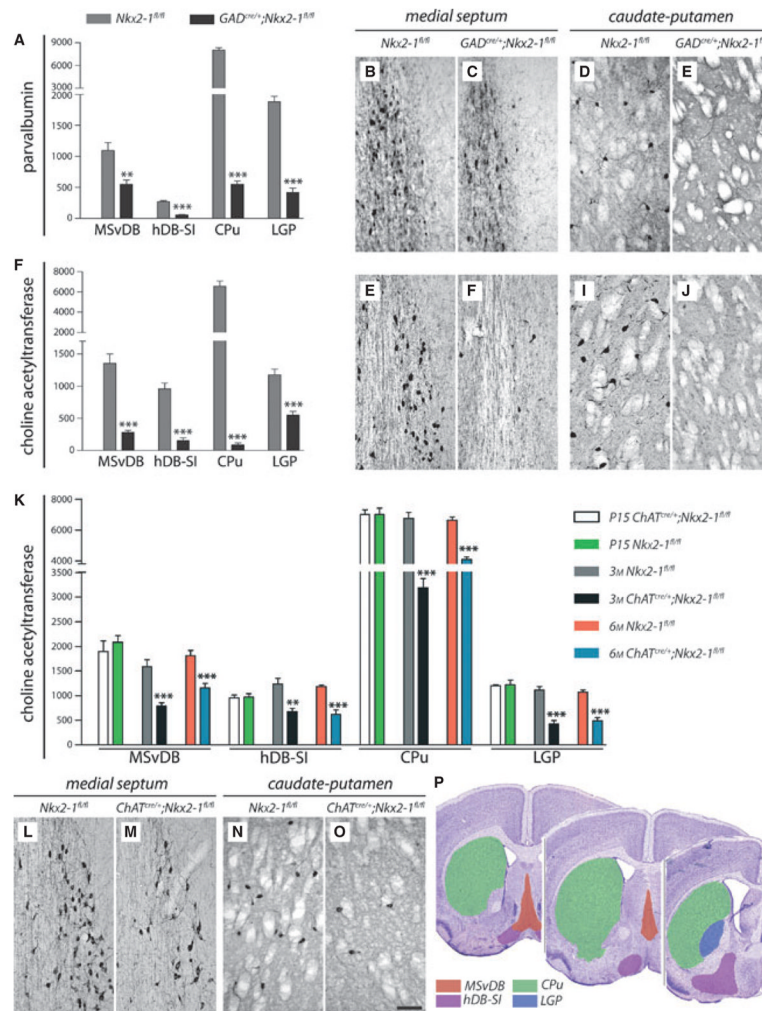 A
Nkx2-1fl/fl
GADcre/+;Nkx2-1fl/fl
parvalbumin
9000
8000
7000
6000
2000
1500
1000
500
0
**
***
***
***
MSvDB
hDB-SI
CPu
LGP
medial septum
caudate-putamen
Nkx2-1fl/fl
GADcre/+;Nkx2-1fl/fl
Nkx2-1fl/fl
GADcre/+;Nkx2-1f
B
C
D
E
F
choline acetyltransferase
8000
6000
4000
2000
1500
1000
500
0
***
***
***
***
MSvDB
hDB-SI
CPu
LGP
E
F
I
J
K
choline acetyltransferase
7000
6000
5000
4000
3500
3000
2500
2000
1500
1000
500
0
***
***
**
***
***
***
***
***
MSvDB
hDB-SI
CPu
LGP
P15 ChATcre/+;Nkx2-1fl/fl
P15 Nkx2-1fl/fl
3M Nkx2-1fl/fl
3M ChATcre/+;Nkx2-1fl/fl
6M Nkx2-1fl/fl
6M ChATcre/+;Nkx2-1fl/fl
medial septum
caudate-putamen
Nkx2-1fl/fl
ChATcre/+;Nkx2-1fl/fl
Nkx2-1fl/fl
ChATcre/+;Nkx2-1fl/fl
L
M
N
O
P
MSvDB
CPu
hDB-SI
LGP